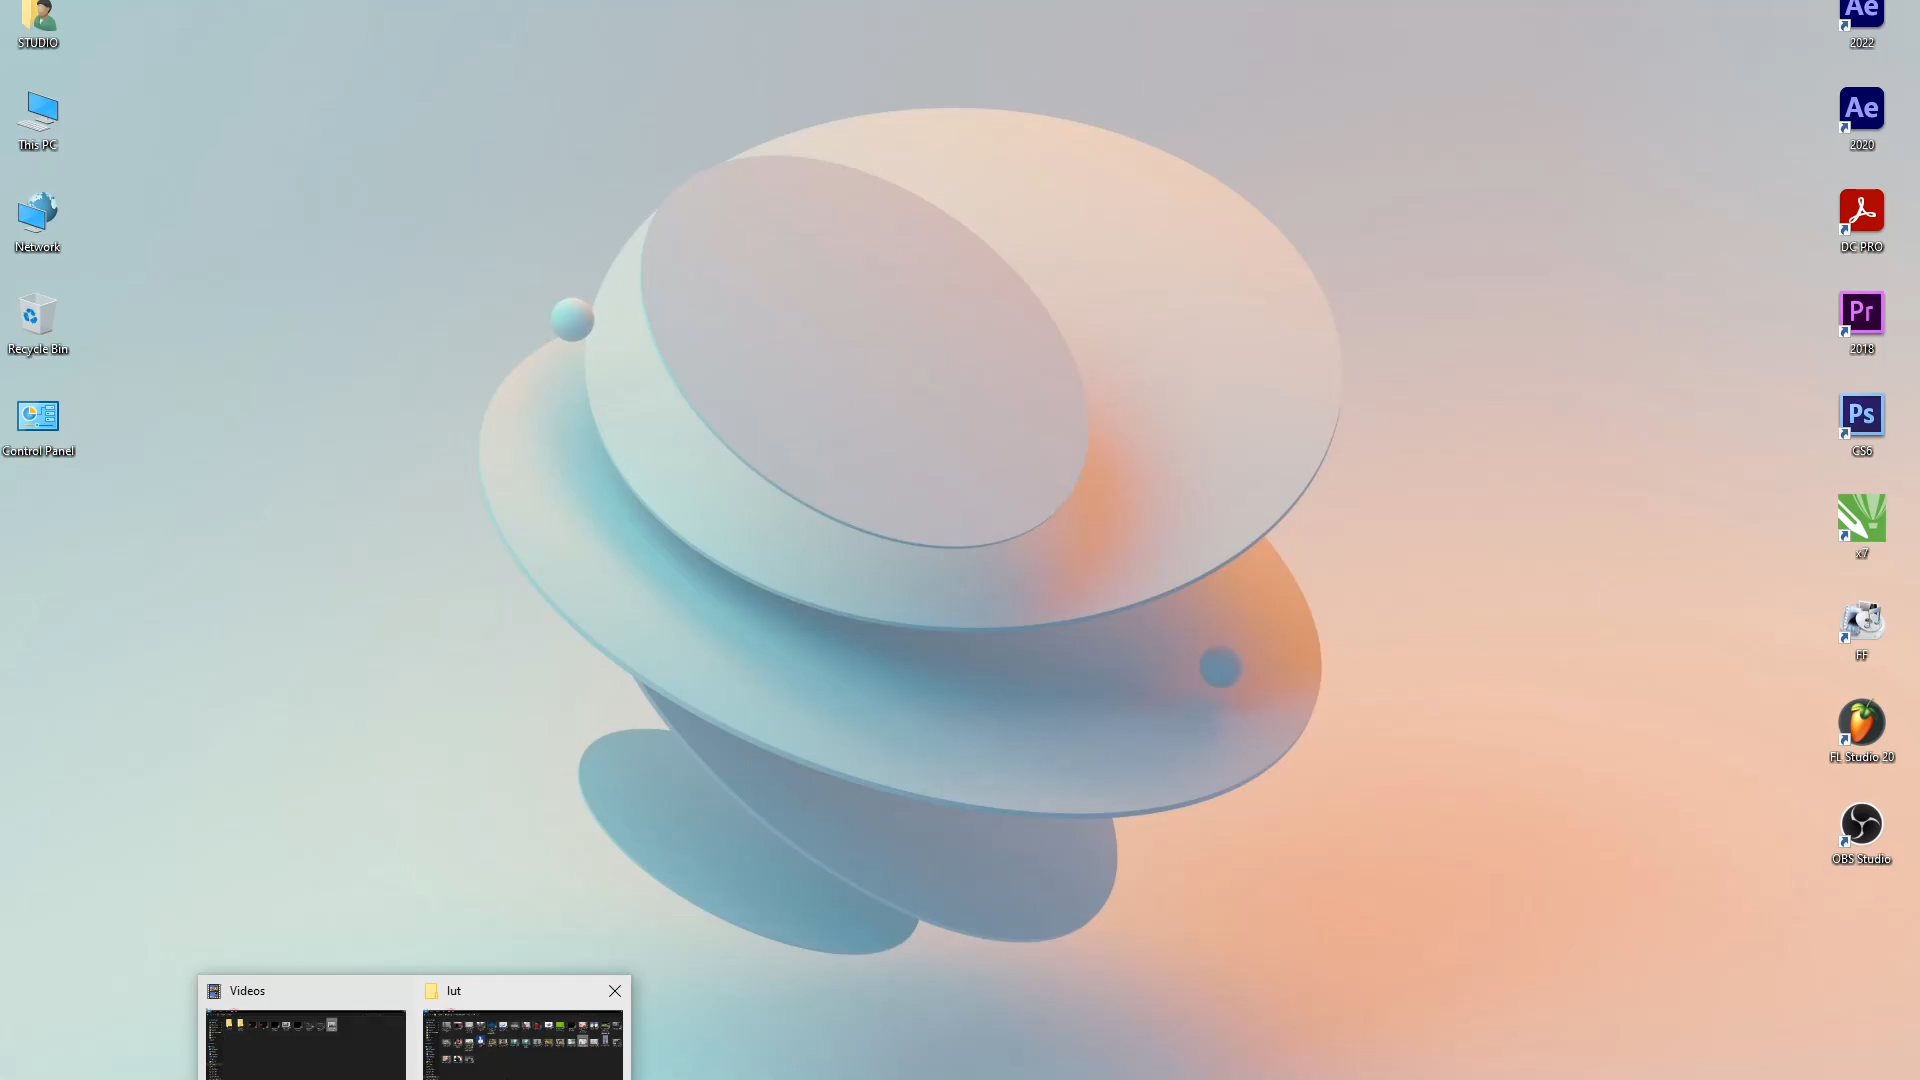 STUDIO
This PC
Network
Recycle Bin
Control Panel
Ae
2022
Ae
2020
DC PRO
Pr
2018
Ps
CS6
x7
FF
FL Studio 20
OBS Studio
Videos
lut